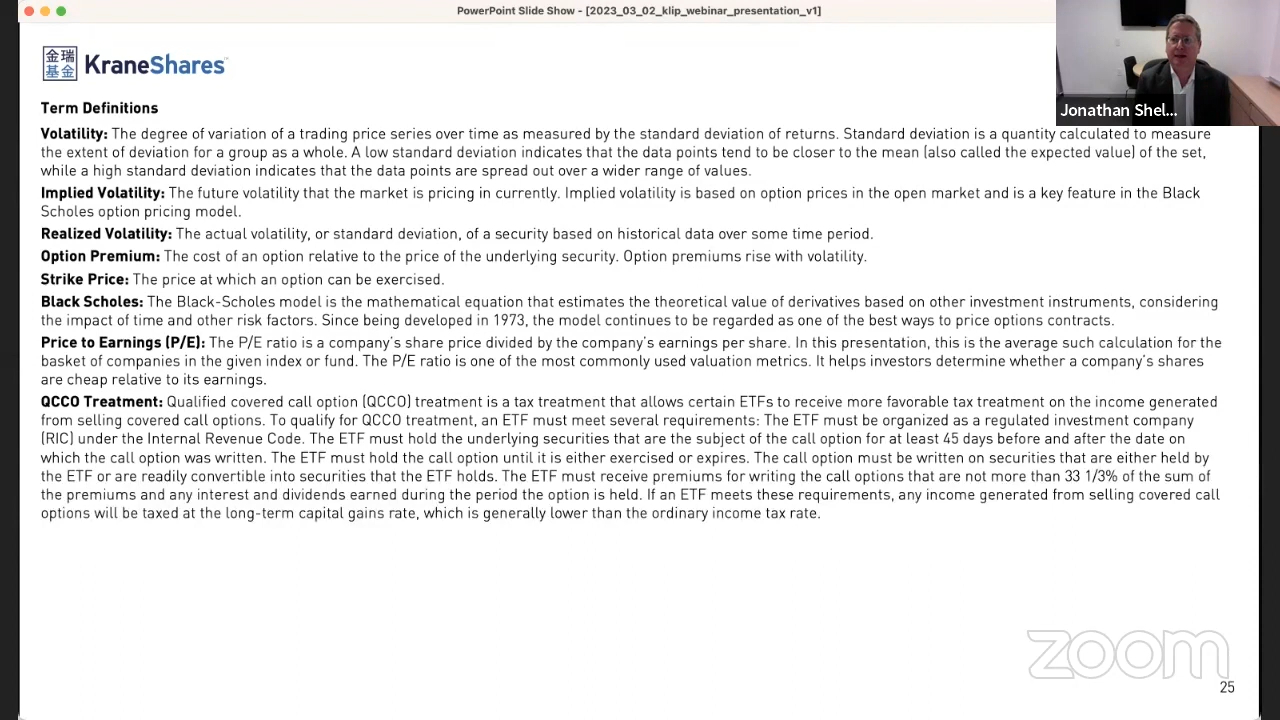 PowerPoint Slide Show - [2023_03_02_klip_webinar_presentation_v1]
金瑞
基金
KraneShares™
Jonathan Shel...
Term Definitions
Volatility: The degree of variation of a trading price series over time as measured by the standard deviation of returns. Standard deviation is a quantity calculated to measure
the extent of deviation for a group as a whole. A low standard deviation indicates that the data points tend to be closer to the mean (also called the expected value) of the set,
while a high standard deviation indicates that the data points are spread out over a wider range of values.
Implied Volatility: The future volatility that the market is pricing in currently. Implied volatility is based on option prices in the open market and is a key feature in the Black
Scholes option pricing model.
Realized Volatility: The actual volatility, or standard deviation, of a security based on historical data over some time period.
Option Premium: The cost of an option relative to the price of the underlying security. Option premiums rise with volatility.
Strike Price: The price at which an option can be exercised.
Black Scholes: The Black-Scholes model is the mathematical equation that estimates the theoretical value of derivatives based on other investment instruments, considering
the impact of time and other risk factors. Since being developed in 1973, the model continues to be regarded as one of the best ways to price options contracts.
Price to Earnings (P/E): The P/E ratio is a company's share price divided by the company's earnings per share. In this presentation, this is the average such calculation for the
basket of companies in the given index or fund. The P/E ratio is one of the most commonly used valuation metrics. It helps investors determine whether a company's shares
are cheap relative to its earnings.
QCCO Treatment: Qualified covered call option (QCCO) treatment is a tax treatment that allows certain ETFs to receive more favorable tax treatment on the income generated
from selling covered call options. To qualify for QCCO treatment, an ETF must meet several requirements: The ETF must be organized as a regulated investment company
(RIC) under the Internal Revenue Code. The ETF must hold the underlying securities that are the subject of the call option for at least 45 days before and after the date on
which the call option was written. The ETF must hold the call option until it is either exercised or expires. The call option must be written on securities that are either held by
the ETF or are readily convertible into securities that the ETF holds. The ETF must receive premiums for writing the call options that are not more than 33 1/3% of the sum of
the premiums and any interest and dividends earned during the period the option is held. If an ETF meets these requirements, any income generated from selling covered call
options will be taxed at the long-term capital gains rate, which is generally lower than the ordinary income tax rate.
zoom
25